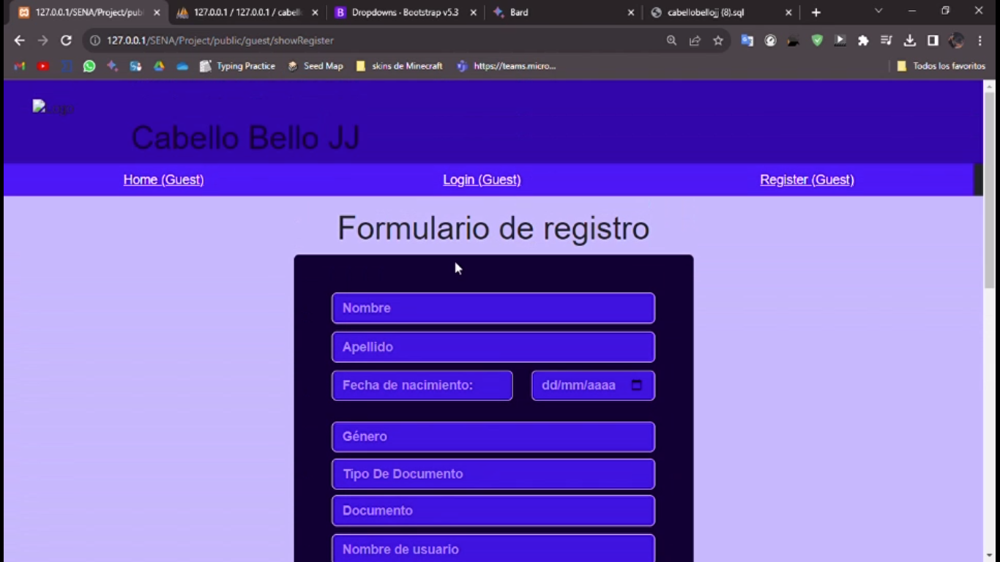 127.0.0.1/SENA/Project/publ
127.0.0.1 / 127.0.0.1 / cabell
Dropdowns · Bootstrap v5.3
Bard
cabellobellojj (8).sql
127.0.0.1/SENA/Project/public/guest/showRegister
Typing Practice
Seed Map
skins de Minecraft
https://teams.micro...
Todos los favoritos
Logo
Cabello Bello JJ
Home (Guest)
Login (Guest)
Register (Guest)
Formulario de registro
Nombre
Apellido
Fecha de nacimiento:
dd/mm/aaaa
Género
Tipo De Documento
Documento
Nombre de usuario